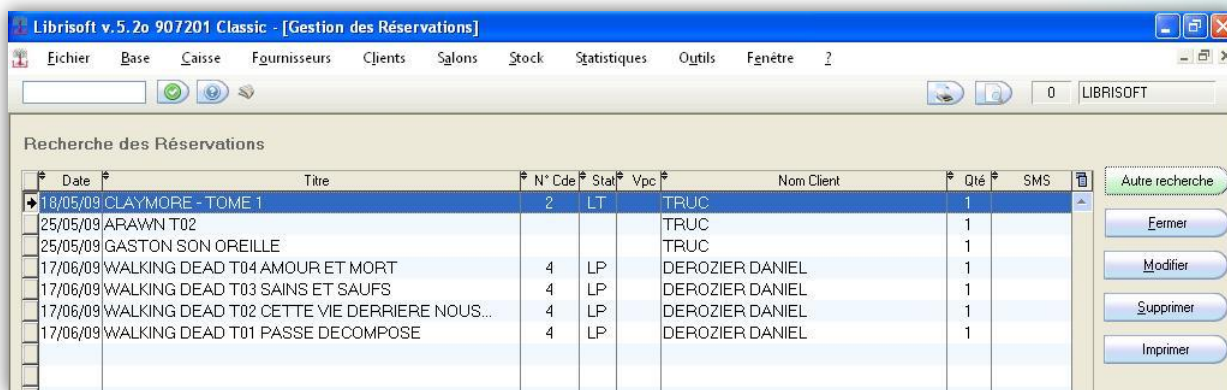 Librisoft v.5.2o 907201 Classic - [Gestion des Réservations]
Fichier Base Caisse Fournisseurs Clients Salons Stock Statistiques Outils Fenêtre ?
0 LIBRISOFT
Recherche des Réservations
Date Titre N° Cde Stat Vpc Nom Client Qté SMS Autre recherche
18/05/09 CLAYMORE - TOME 1 2 LT TRUC 1
25/05/09 ARAWN T02 TRUC 1 Fermer
25/05/09 GASTON SON OREILLE TRUC 1
17/06/09 WALKING DEAD T04 AMOUR ET MORT 4 LP DEROZIER DANIEL 1 Modifier
17/06/09 WALKING DEAD T03 SAINS ET SAUFS 4 LP DEROZIER DANIEL 1
17/06/09 WALKING DEAD T02 CETTE VIE DERRIERE NOUS... 4 LP DEROZIER DANIEL 1 Supprimer
17/06/09 WALKING DEAD T01 PASSE DECOMPOSE 4 LP DEROZIER DANIEL 1
Imprimer